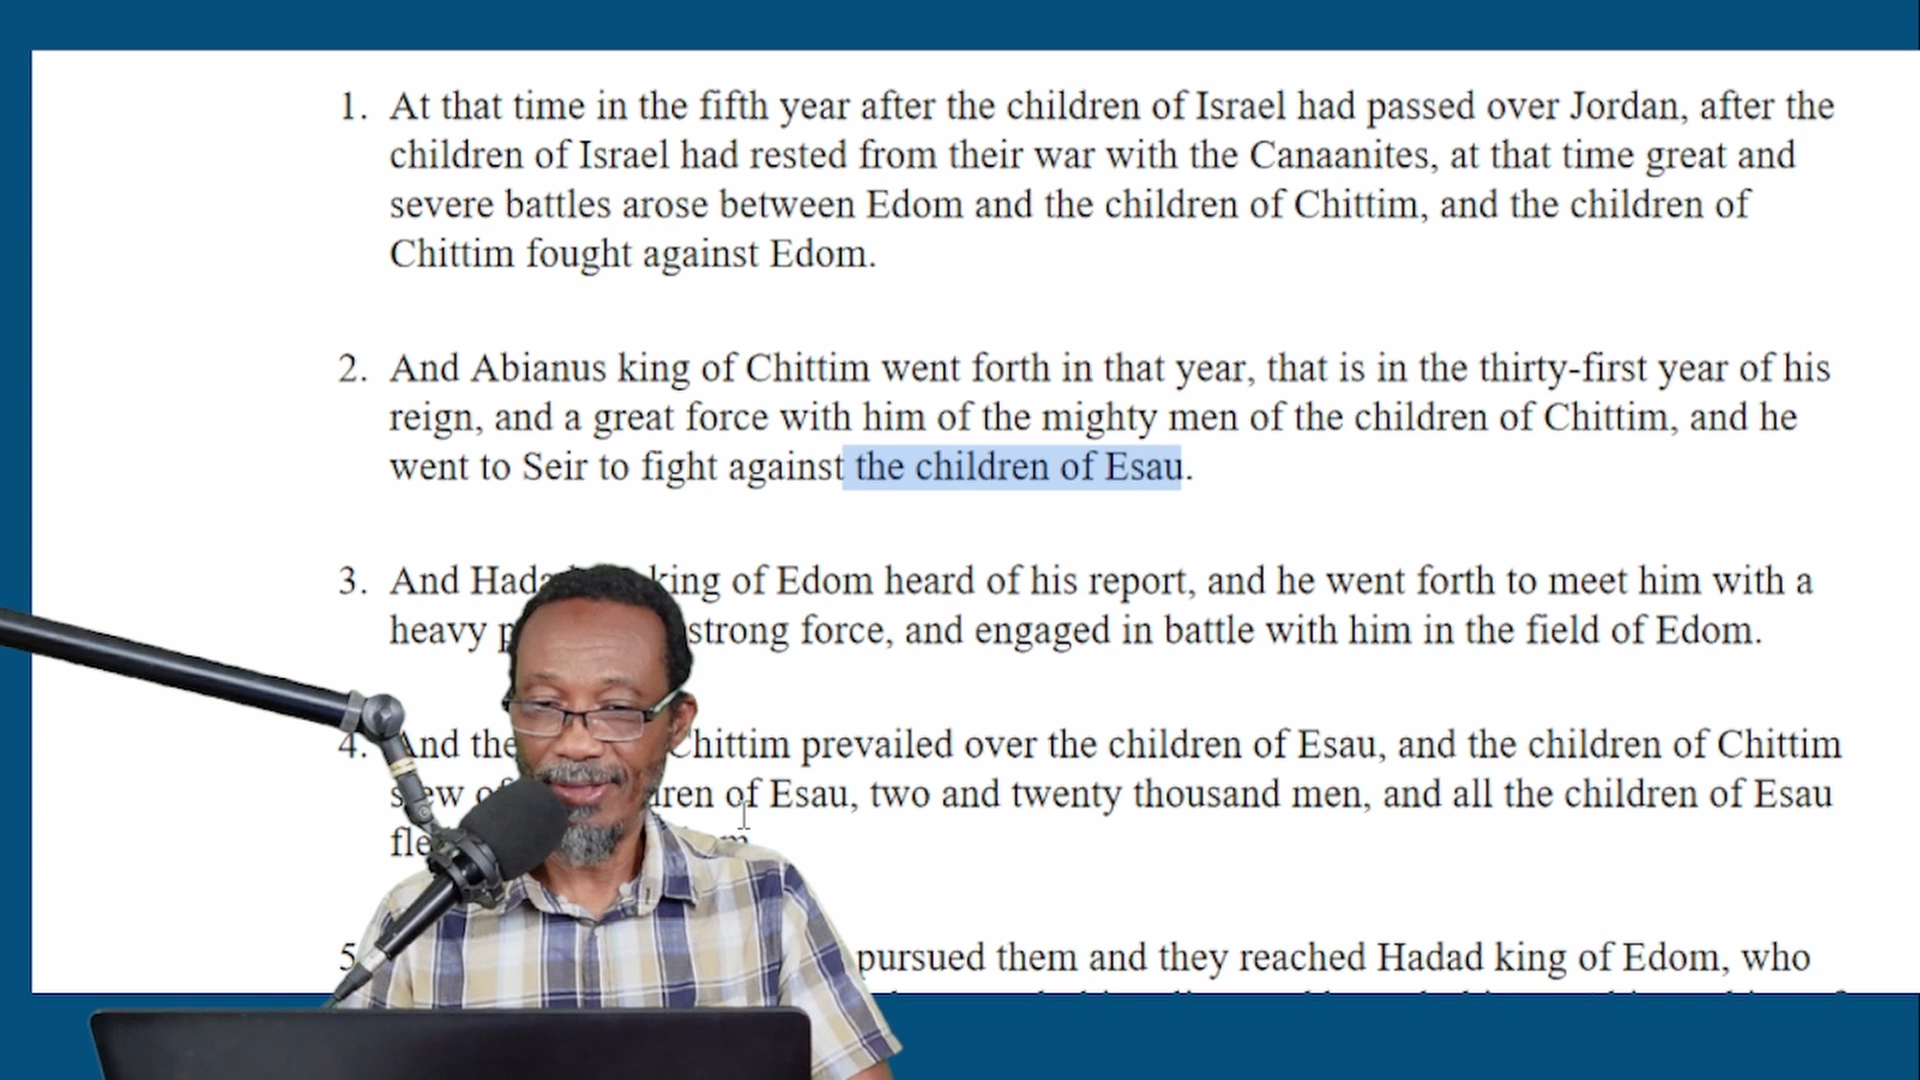 1. At that time in the fifth year after the children of Israel had passed over Jordan, after the
children of Israel had rested from their war with the Canaanites, at that time great and
severe battles arose between Edom and the children of Chittim, and the children of
Chittim fought against Edom.
2. And Abianus king of Chittim went forth in that year, that is in the thirty-first year of his
reign, and a great force with him of the mighty men of the children of Chittim, and he
went to Seir to fight against the children of Esau.
3. And king of Edom heard of his report, and he went forth to meet him with a
heavy strong force, and engaged in battle with him in the field of Edom.
4. And the Chittim prevailed over the children of Esau, and the children of Chittim
of Esau, two and twenty thousand men, and all the children of Esau
5 pursued them and they reached Hadad king of Edom, who